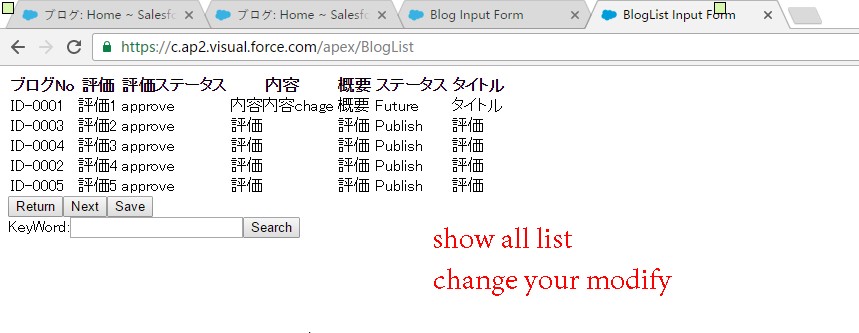 ブログ: Home ~ Salesfo
ブログ: Home ~ Salesfo
Blog Input Form
BlogList Input Form
https://c.ap2.visual.force.com/apex/BlogList
ブログNo 評価 評価ステータス 内容 概要 ステータス タイトル
ID-0001 評価1 approve 内容内容chage 概要 Future タイトル
ID-0003 評価2 approve 評価 評価 Publish 評価
ID-0004 評価3 approve 評価 評価 Publish 評価
ID-0002 評価4 approve 評価 評価 Publish 評価
ID-0005 評価5 approve 評価 評価 Publish 評価
Return Next Save
KeyWord: Search
show all list
change your modify